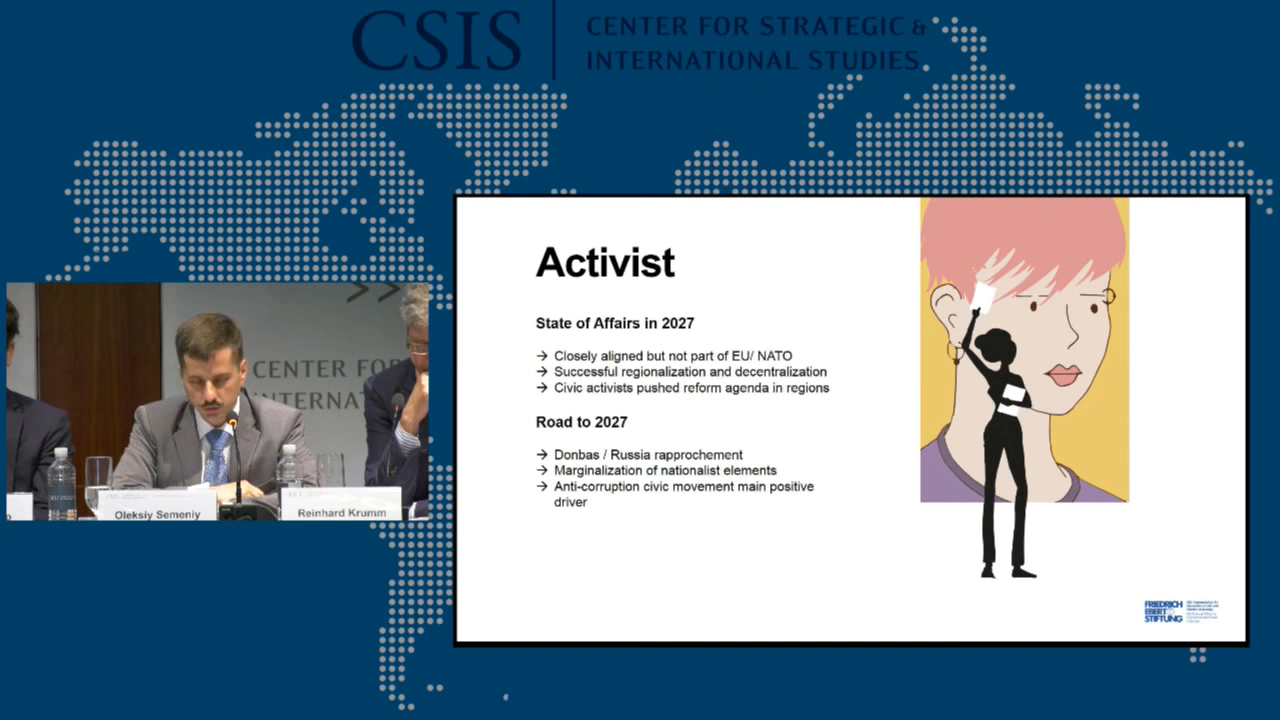 CSIS
CENTER FOR STRATEGIC &
INTERNATIONAL STUDIES
Activist
State of Affairs in 2027
→ Closely aligned but not part of EU/ NATO
→ Successful regionalization and decentralization
→ Civic activists pushed reform agenda in regions
Road to 2027
→ Donbas / Russia rapprochement
→ Marginalization of nationalist elements
→ Anti-corruption civic movement main positive
driver
FRIEDRICH
EBERT
STIFTUNG
>>
CENTER FOR
INTERNAT
Oleksiy Semeniy
Reinhard Krumm